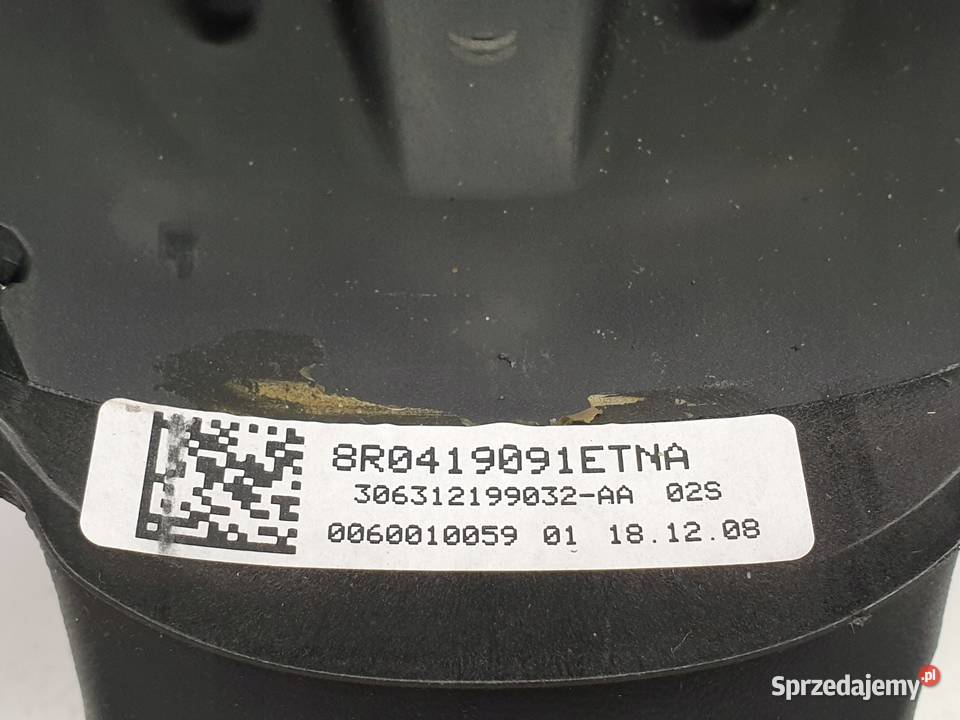 8R0419091ETNA
306312199032-AA 02S
0060010059 01 18.12.08
Sprzedajemy.pl